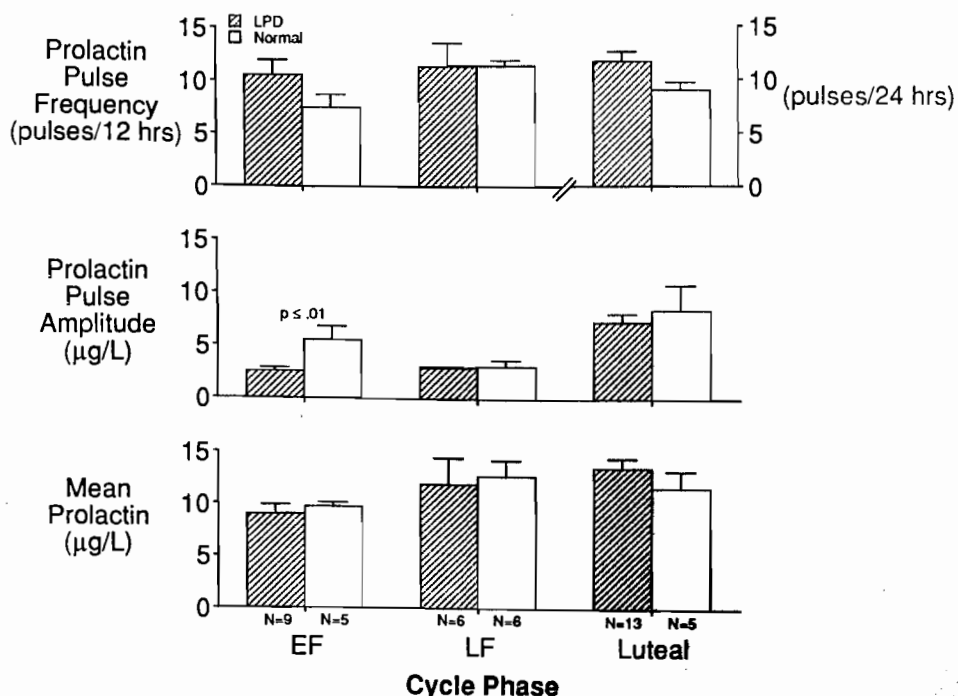 LPD
Normal
Prolactin
Pulse
Frequency
(pulses/12 hrs)
15
10
5
0
15
10
5
0
(pulses/24 hrs)
Prolactin
Pulse
Amplitude
(µg/L)
15
10
5
0
p ≤ .01
Mean
Prolactin
(µg/L)
15
10
5
0
N=9 N=5 N=6 N=6 N=13 N=5
EF LF Luteal
Cycle Phase